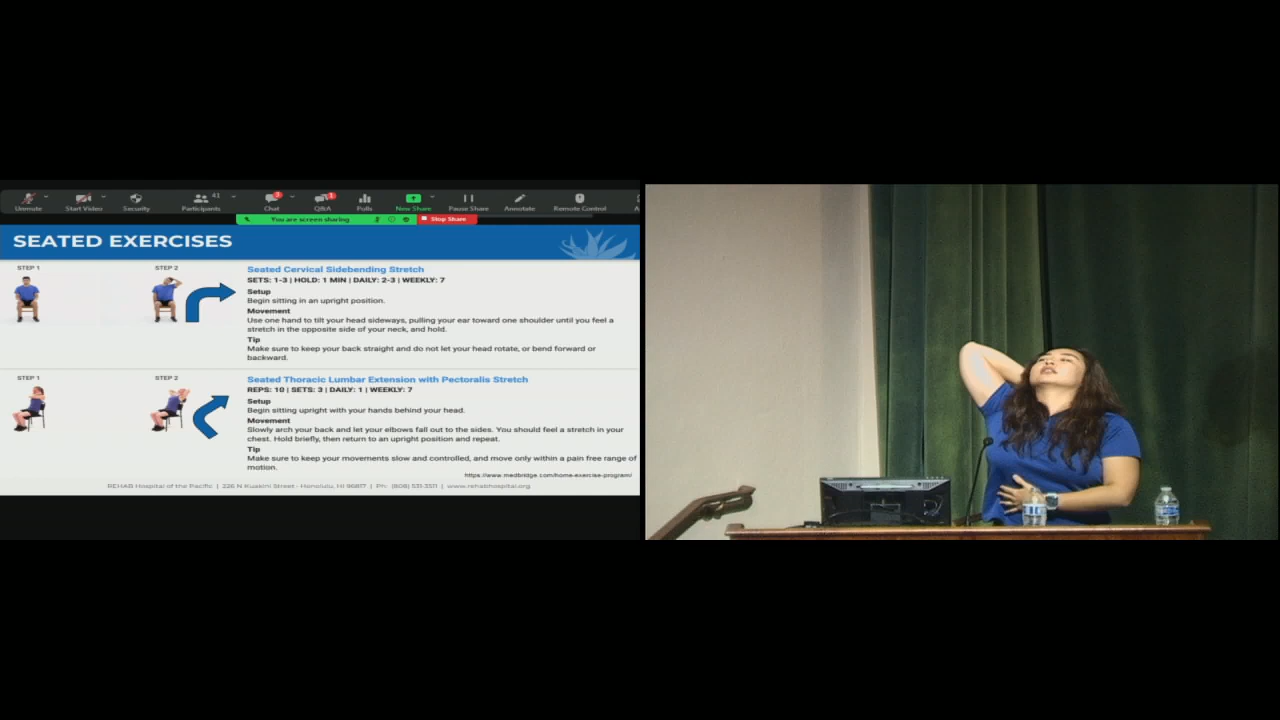 Unmute
Start Video
Security
41
Participants
Chat
1
Q&A
Polls
New Share
Pause Share
Annotate
Remote Control
You are screen sharing
Stop Share
SEATED EXERCISES
STEP 1
STEP 2
Seated Cervical Sidebending Stretch
SETS: 1-3 | HOLD: 1 MIN | DAILY: 2-3 | WEEKLY: 7
Setup
Begin sitting in an upright position.
Movement
Use one hand to tilt your head sideways, pulling your ear toward one shoulder until you feel a
stretch in the opposite side of your neck, and hold.
Tip
Make sure to keep your back straight and do not let your head rotate, or bend forward or
backward.
STEP 1
STEP 2
Seated Thoracic Lumbar Extension with Pectoralis Stretch
REPS: 10 | SETS: 3 | DAILY: 1 | WEEKLY: 7
Setup
Begin sitting upright with your hands behind your head.
Movement
Slowly arch your back and let your elbows fall out to the sides. You should feel a stretch in your
chest. Hold briefly, then return to an upright position and repeat.
Tip
Make sure to keep your movements slow and controlled, and move only within a pain free range of
motion.
https://www.medbridge.com/home-exercise-program/
REHAB Hospital of the Pacific | 226 N Kuakini Street · Honolulu, HI 96817 | Ph: (808) 531-3511 | www.rehabhospital.org